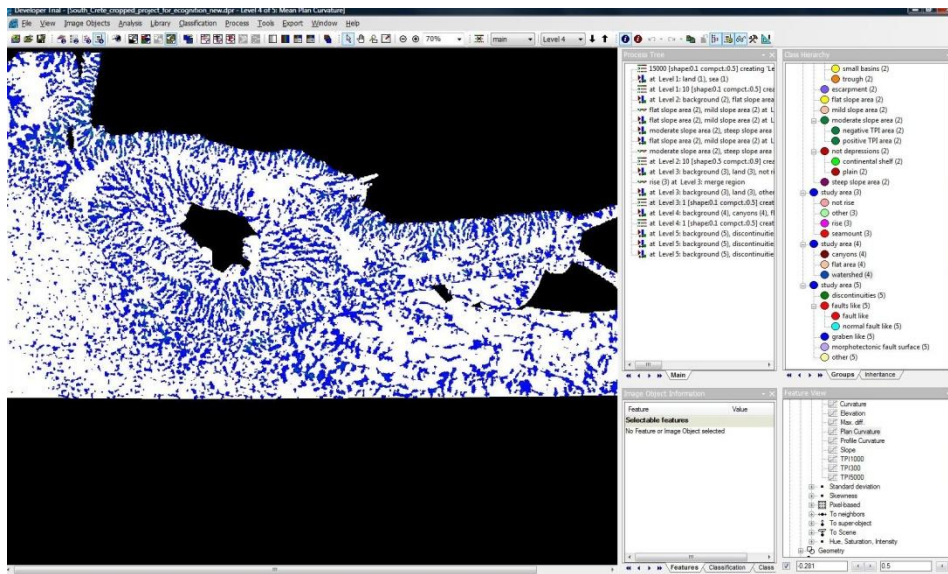 Developer Trial - [South_Crete_cropped_project_for_ecognition_new.dpr - Level 4 of 5: Mean Plan Curvature]
File View Image Objects Analysis Library Classification Process Tools Export Window Help
70% main Level 4
Process Tree
15000 [shape:0.1 compct.:0.5] creating 'Le
at Level 1: land (1), sea (1)
at Level 1: 10 [shape:0.1 compct.:0.5] crea
at Level 2: background (2), flat slope area
flat slope area (2), mild slope area (2) at L
flat slope area (2), mild slope area (2) at L
moderate slope area (2), steep slope area
flat slope area (2), mild slope area (2) at L
moderate slope area (2), steep slope area
at Level 2: 10 [shape:0.5 compct.:0.9] crea
at Level 3: background (3), land (3), not ri
rise (3) at Level 3: merge region
at Level 3: background (3), land (3), other
at Level 3: 1 [shape:0.1 compct.:0.5] creat
at Level 4: background (4), canyons (4), fl
at Level 4: 1 [shape:0.1 compct.:0.5] creat
at Level 5: background (5), discontinuitie
at Level 5: background (5), discontinuitie
at Level 5: background (5), discontinuitie
Main
Class Hierarchy
small basins (2)
trough (2)
escarpment (2)
flat slope area (2)
mild slope area (2)
moderate slope area (2)
negative TPI area (2)
positive TPI area (2)
not depressions (2)
continental shelf (2)
plain (2)
steep slope area (2)
study area (3)
not rise
other (3)
rise (3)
seamount (3)
study area (4)
canyons (4)
flat area (4)
watershed (4)
study area (5)
discontinuities (5)
faults like (5)
fault like
normal fault like (5)
graben like (5)
morphotectonic fault surface (5)
other (5)
Groups Inheritance
Image Object Information
Feature Value
Selectable features
No Feature or Image Object selected
Features Classification Class
Feature View
Curvature
Elevation
Max. diff.
Plan Curvature
Profile Curvature
Slope
TPI1000
TPI300
TPI5000
Standard deviation
Skewness
Pixel-based
To neighbors
To super-object
To Scene
Hue, Saturation, Intensity
Geometry
-0.281 0.5